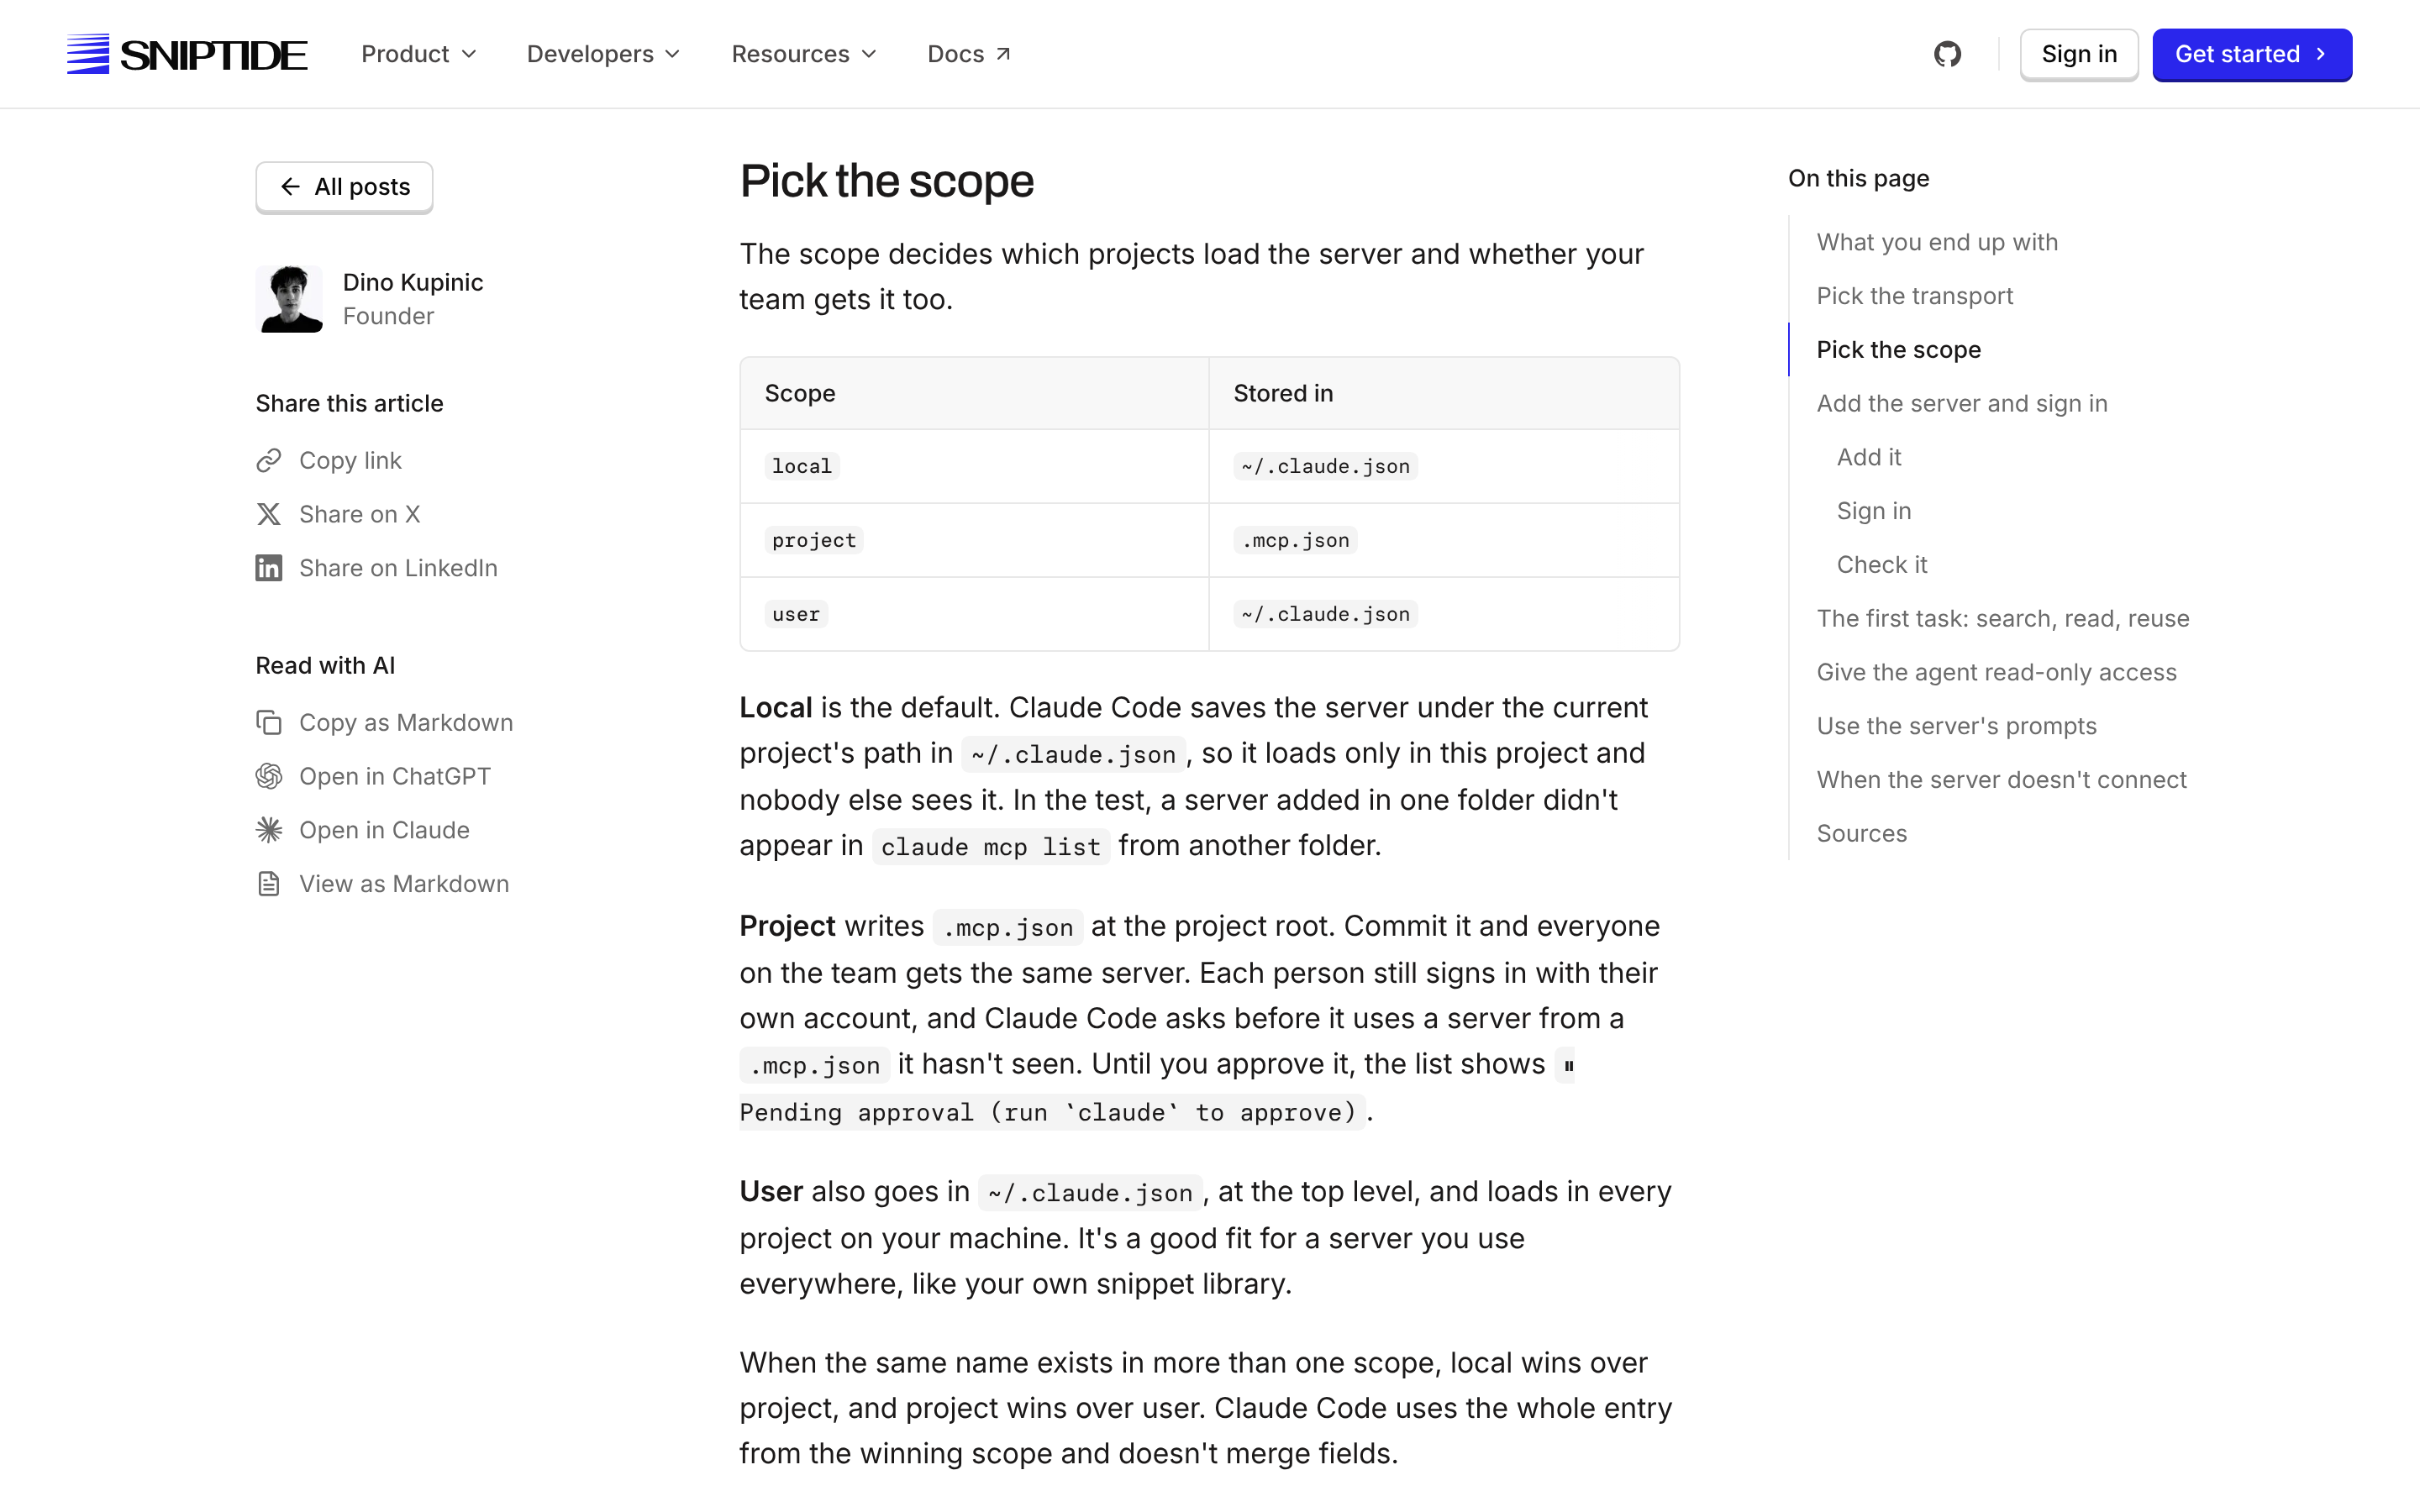 SNIPTIDE
Product
Developers
Resources
Docs
Sign in
Get started
All posts
Dino Kupinic
Founder
Share this article
Copy link
Share on X
Share on LinkedIn
Read with AI
Copy as Markdown
Open in ChatGPT
Open in Claude
View as Markdown
Pick the scope
The scope decides which projects load the server and whether your
team gets it too.
Scope Stored in
local ~/.claude.json
project .mcp.json
user ~/.claude.json
Local is the default. Claude Code saves the server under the current
project's path in ~/.claude.json, so it loads only in this project and
nobody else sees it. In the test, a server added in one folder didn't
appear in claude mcp list from another folder.
Project writes .mcp.json at the project root. Commit it and everyone
on the team gets the same server. Each person still signs in with their
own account, and Claude Code asks before it uses a server from a
.mcp.json it hasn't seen. Until you approve it, the list shows ⏸
Pending approval (run `claude` to approve).
User also goes in ~/.claude.json, at the top level, and loads in every
project on your machine. It's a good fit for a server you use
everywhere, like your own snippet library.
When the same name exists in more than one scope, local wins over
project, and project wins over user. Claude Code uses the whole entry
from the winning scope and doesn't merge fields.
On this page
What you end up with
Pick the transport
Pick the scope
Add the server and sign in
Add it
Sign in
Check it
The first task: search, read, reuse
Give the agent read-only access
Use the server's prompts
When the server doesn't connect
Sources